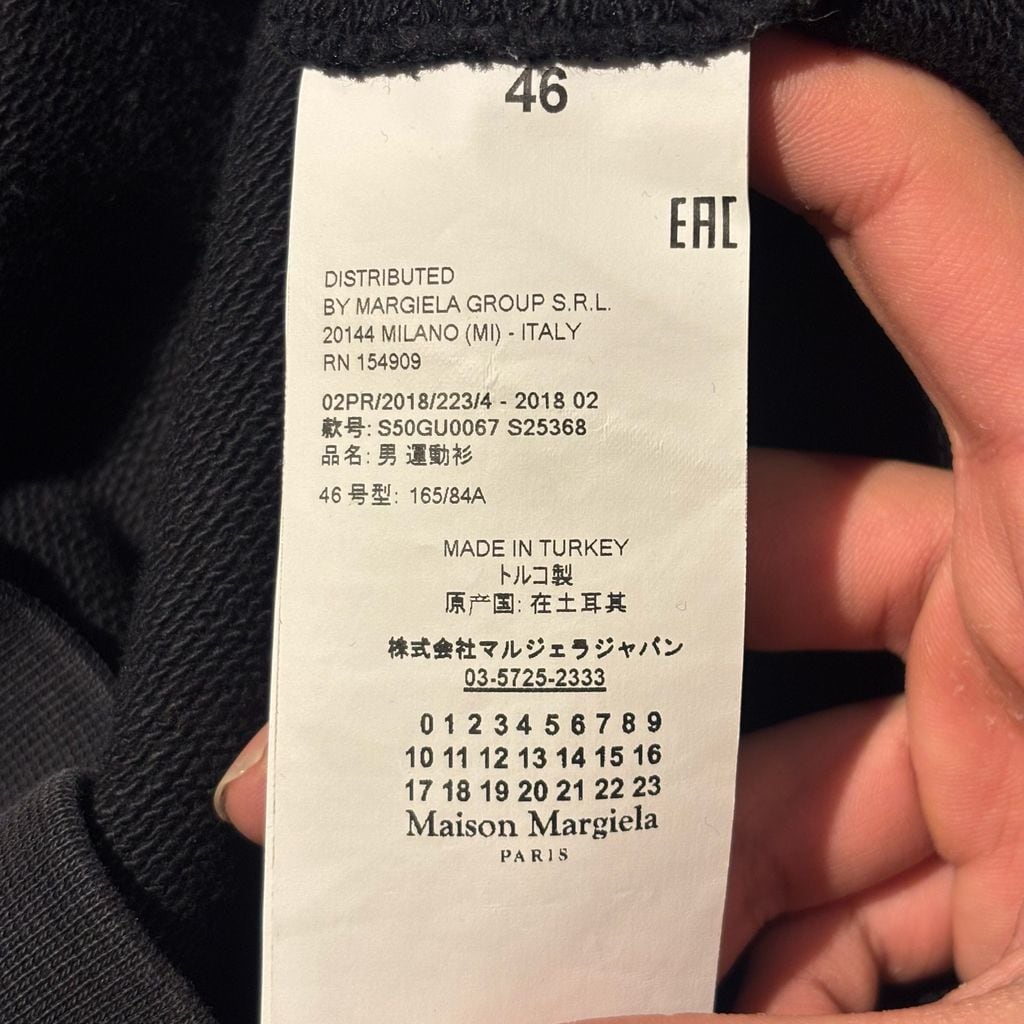 46
EAC
DISTRIBUTED
BY MARGIELA GROUP S.R.L.
20144 MILANO (MI) - ITALY
RN 154909
02PR/2018/223/4 - 2018 02
款号: S50GU0067 S25368
品名: 男 運動衫
46 号型: 165/84A
MADE IN TURKEY
トルコ製
原产国: 在土耳其
株式会社マルジェラジャパン
03-5725-2333
0 1 2 3 4 5 6 7 8 9
10 11 12 13 14 15 16
17 18 19 20 21 22 23
Maison Margiela
PARIS